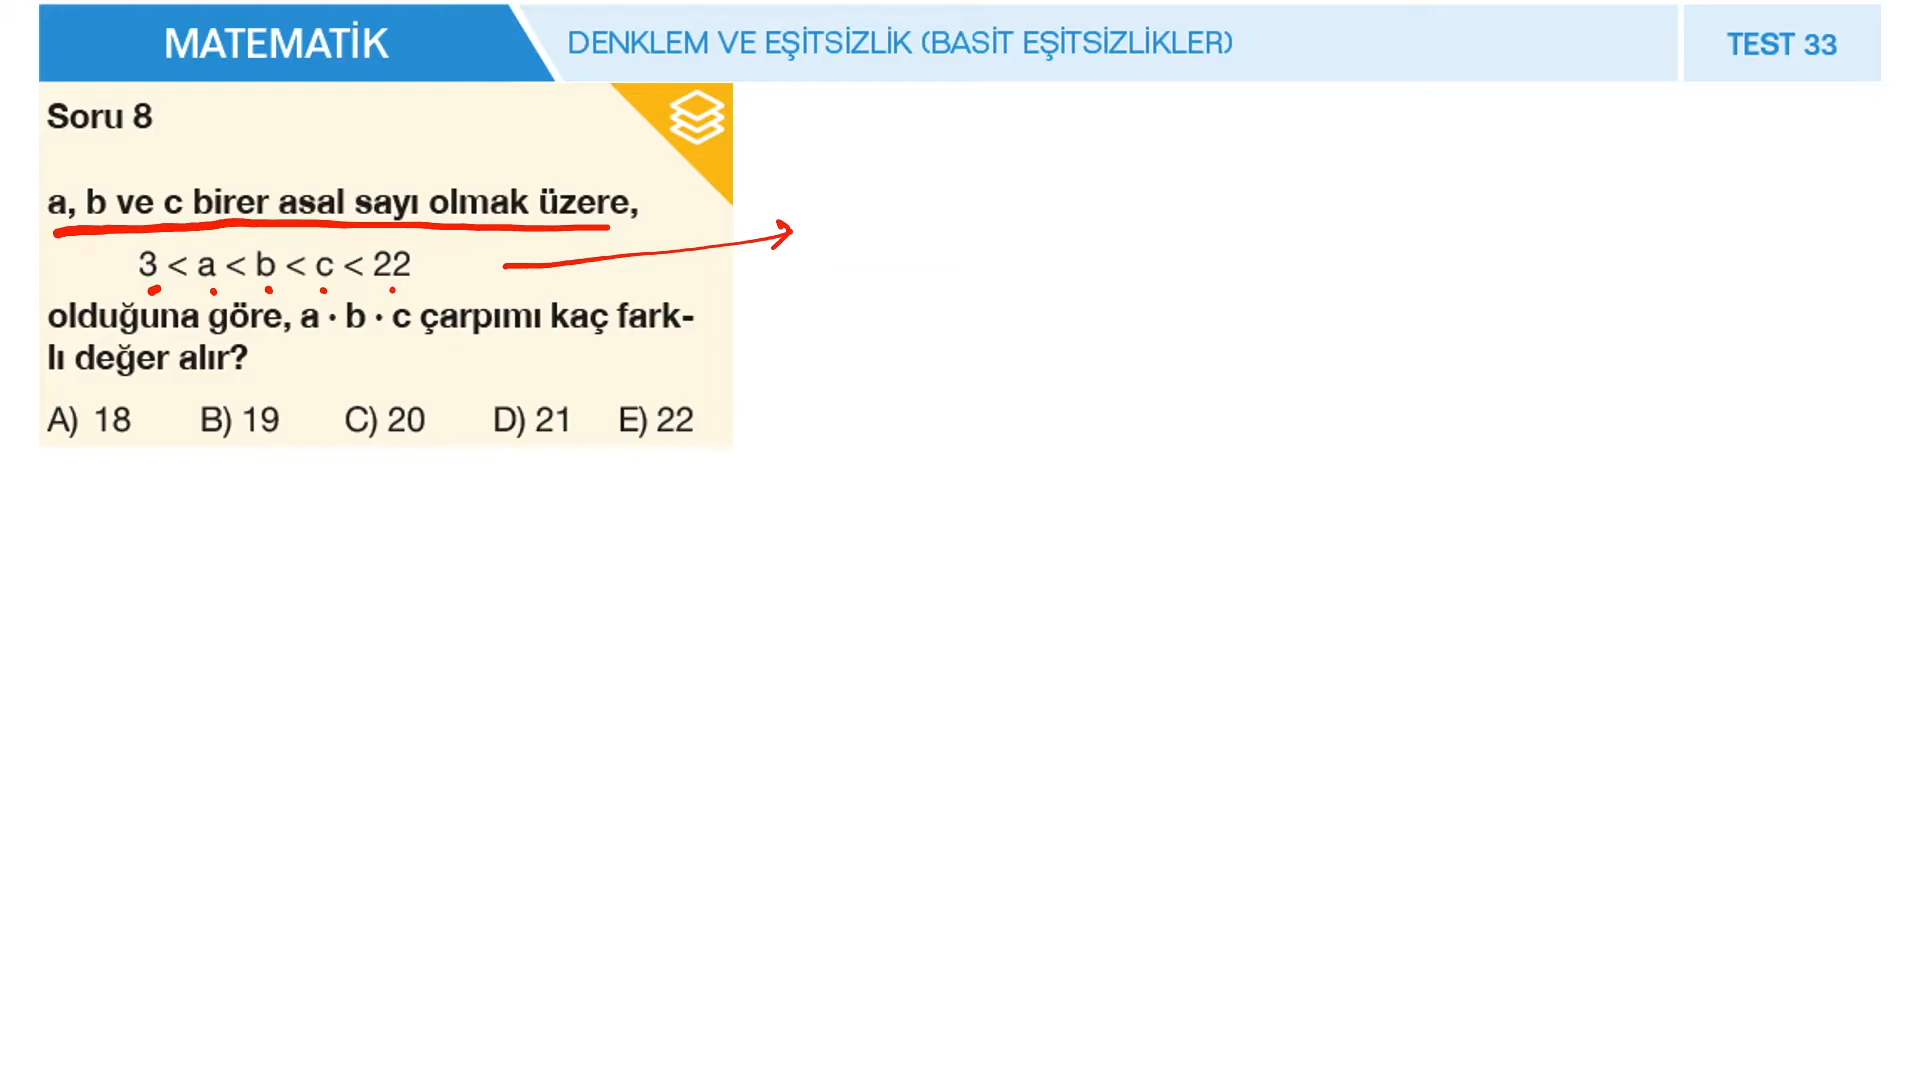 MATEMATİK
DENKLEM VE EŞİTSİZLİK (BASİT EŞİTSİZLİKLER)
TEST 33
Soru 8
a, b ve c birer asal sayı olmak üzere,
3 < a < b < c < 22
olduğuna göre, a · b · c çarpımı kaç fark-
lı değer alır?
A) 18 B) 19 C) 20 D) 21 E) 22